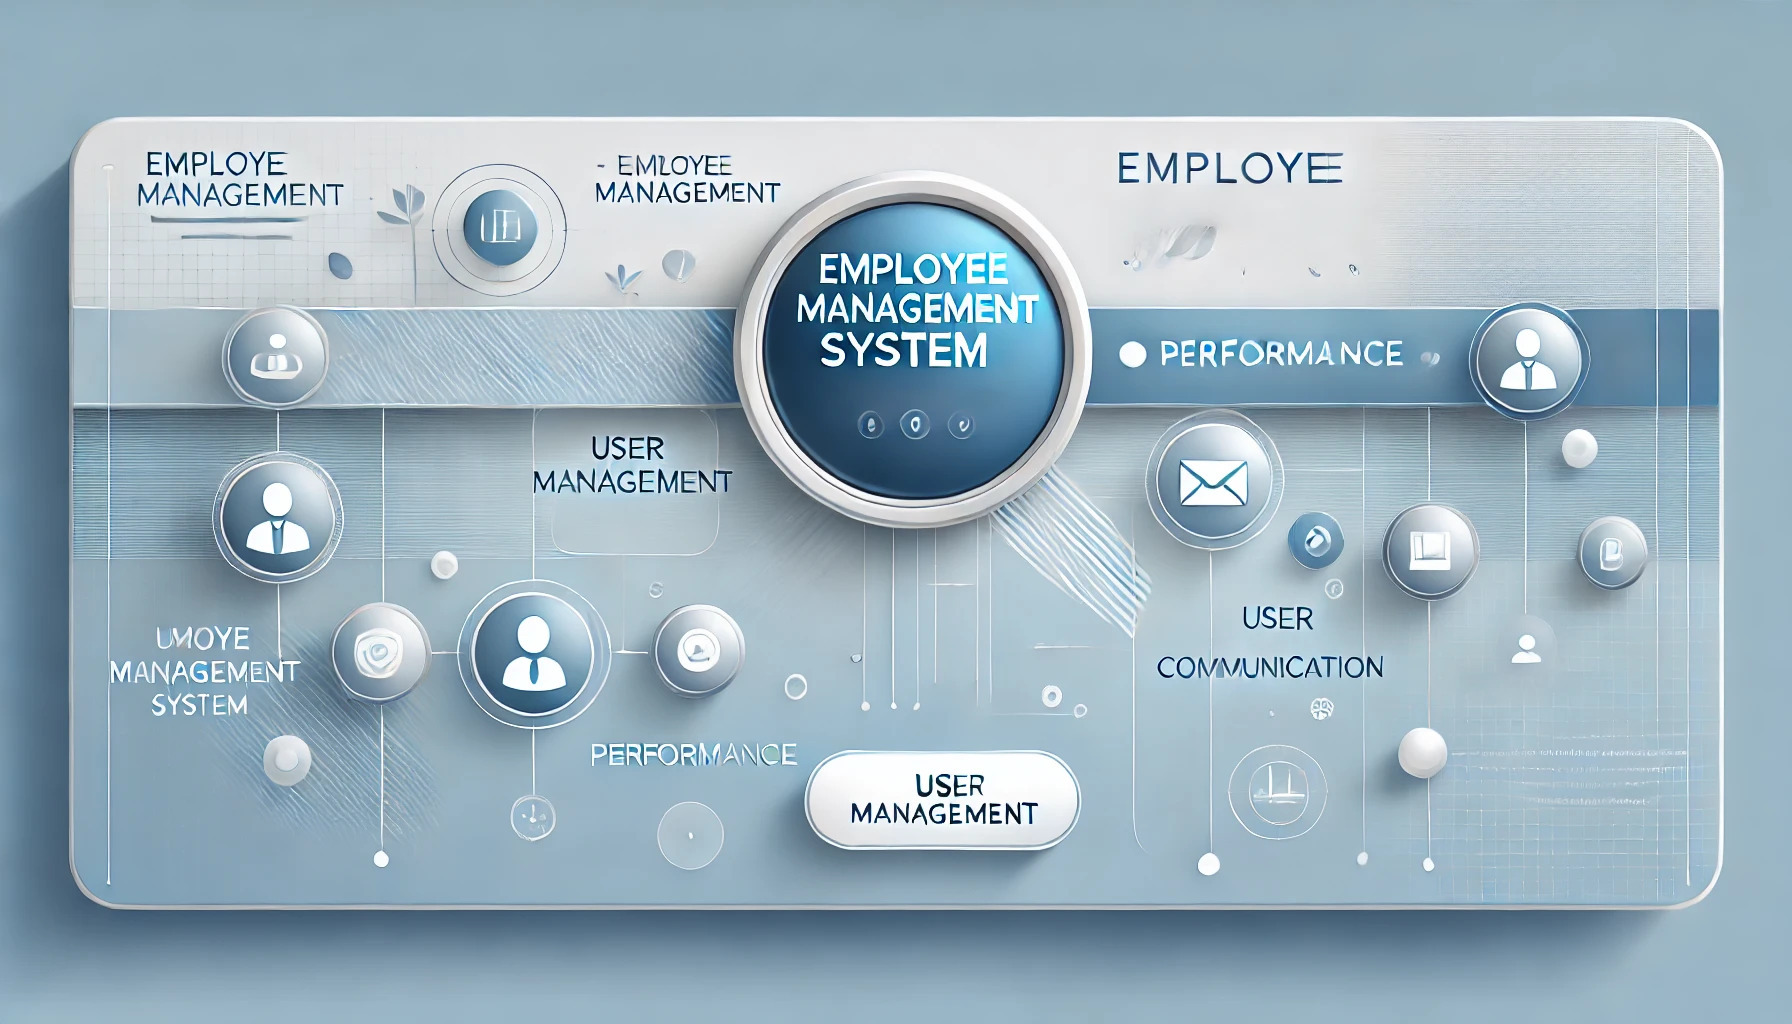 EMPLOYE
MANAGEMENT
- EMLOYEE
MANAGEMENT
EMPLOYE
EMPLOYEE
MANAGEMENT
SYSTEM
PERFORMANCE
USER
MANAGEMENT
UMOYE
MANAGEMENT
SYSTEM
USER
COMMUNICATION
PERFORMANCE
USER
MANAGEMENT